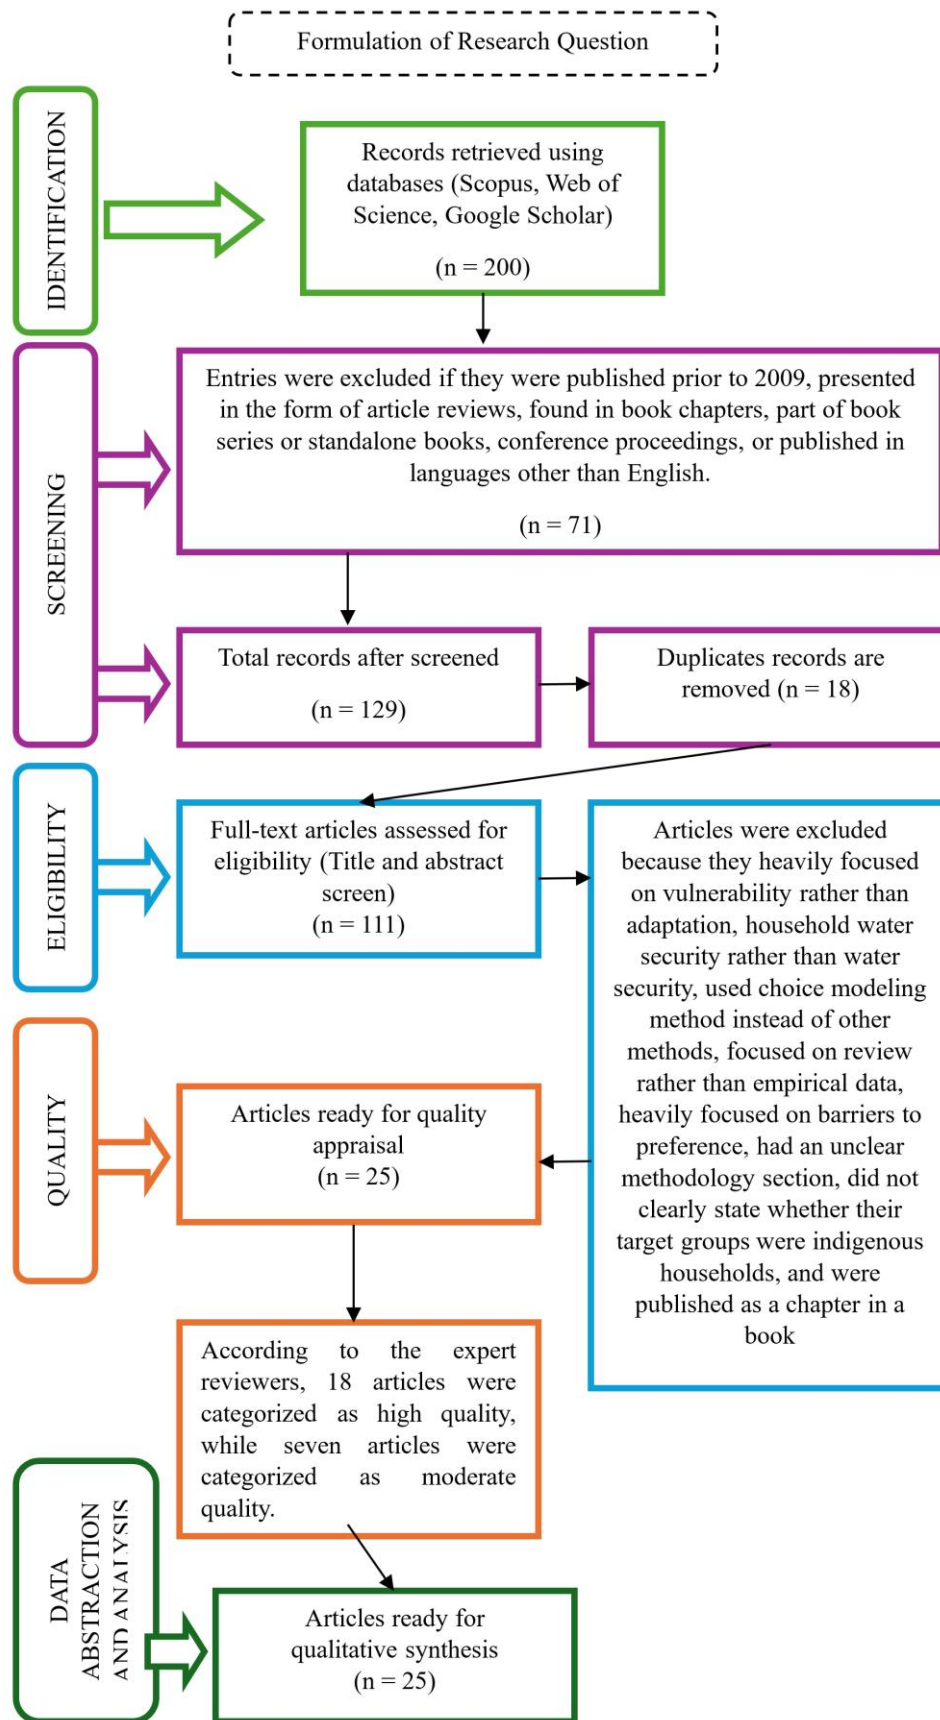 Formulation of Research Question
IDENTIFICATION
Records retrieved using
databases (Scopus, Web of
Science, Google Scholar)
(n = 200)
SCREENING
Entries were excluded if they were published prior to 2009, presented
in the form of article reviews, found in book chapters, part of book
series or standalone books, conference proceedings, or published in
languages other than English.
(n = 71)
Total records after screened
(n = 129)
Duplicates records are
removed (n = 18)
ELIGIBILITY
Full-text articles assessed for
eligibility (Title and abstract
screen)
(n = 111)
Articles were excluded
because they heavily focused
on vulnerability rather than
adaptation, household water
security rather than water
security, used choice modeling
method instead of other
methods, focused on review
rather than empirical data,
heavily focused on barriers to
preference, had an unclear
methodology section, did not
clearly state whether their
target groups were indigenous
households, and were
published as a chapter in a
book
QUALITY
Articles ready for quality
appraisal
(n = 25)
According to the expert
reviewers, 18 articles were
categorized as high quality,
while seven articles were
categorized as moderate
quality.
DATA
ABSTRACTION
AND ANALYSIS
Articles ready for
qualitative synthesis
(n = 25)